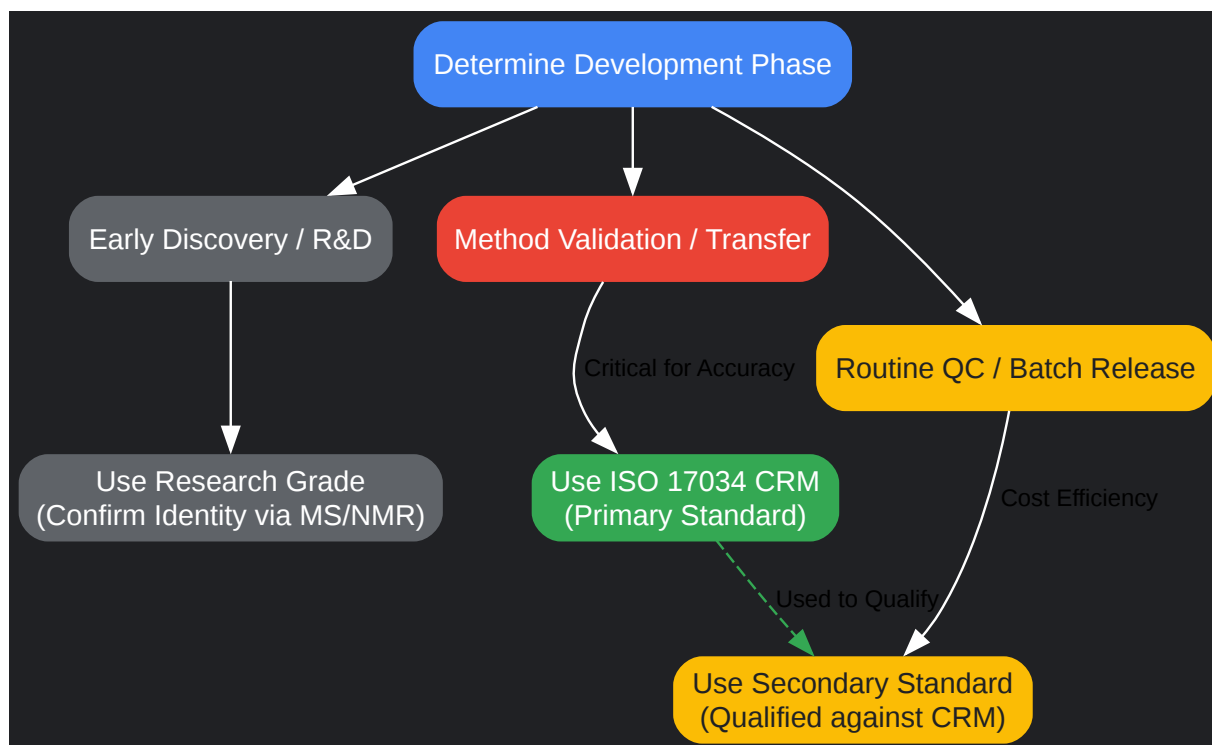 Determine Development Phase
Early Discovery / R&D
Method Validation / Transfer
Routine QC / Batch Release
Critical for Accuracy
Use Research Grade
(Confirm Identity via MS/NMR)
Use ISO 17034 CRM
(Primary Standard)
Cost Efficiency
Used to Qualify
Use Secondary Standard
(Qualified against CRM)